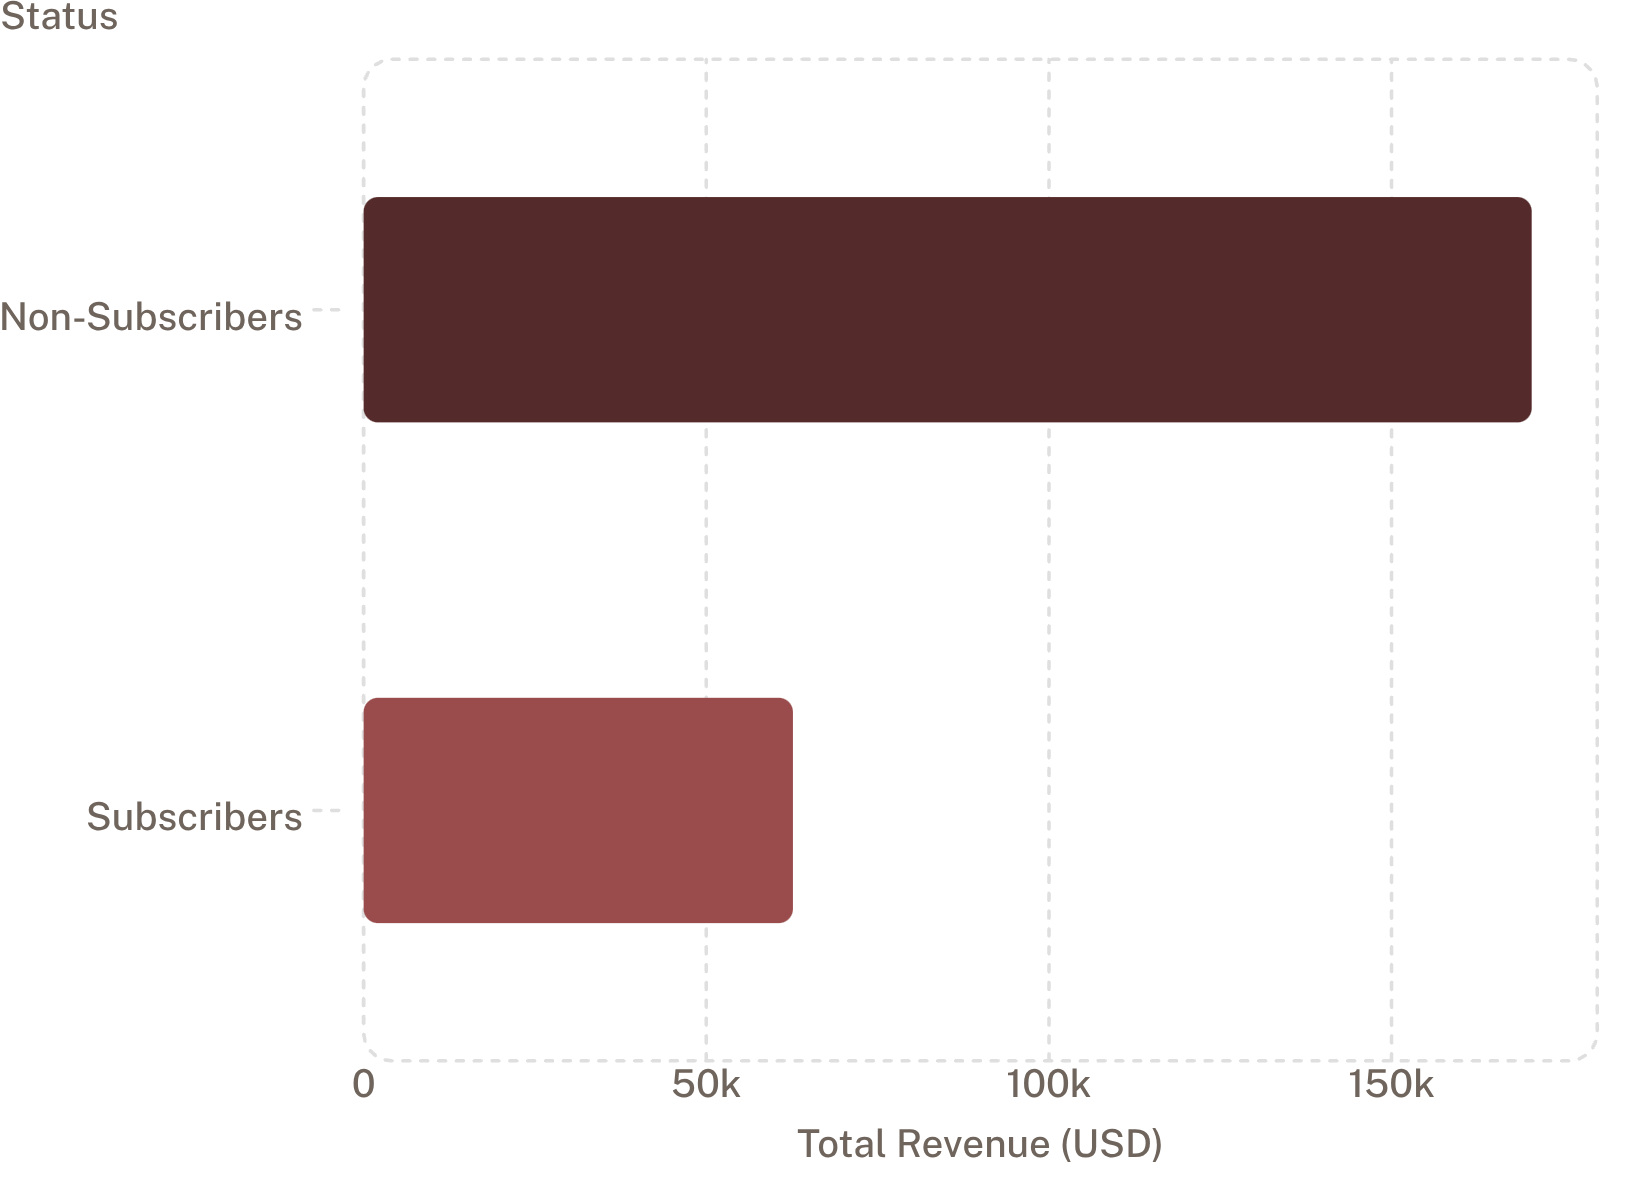 Status
Non-Subscribers
Subscribers
0 50k 100k 150k
Total Revenue (USD)